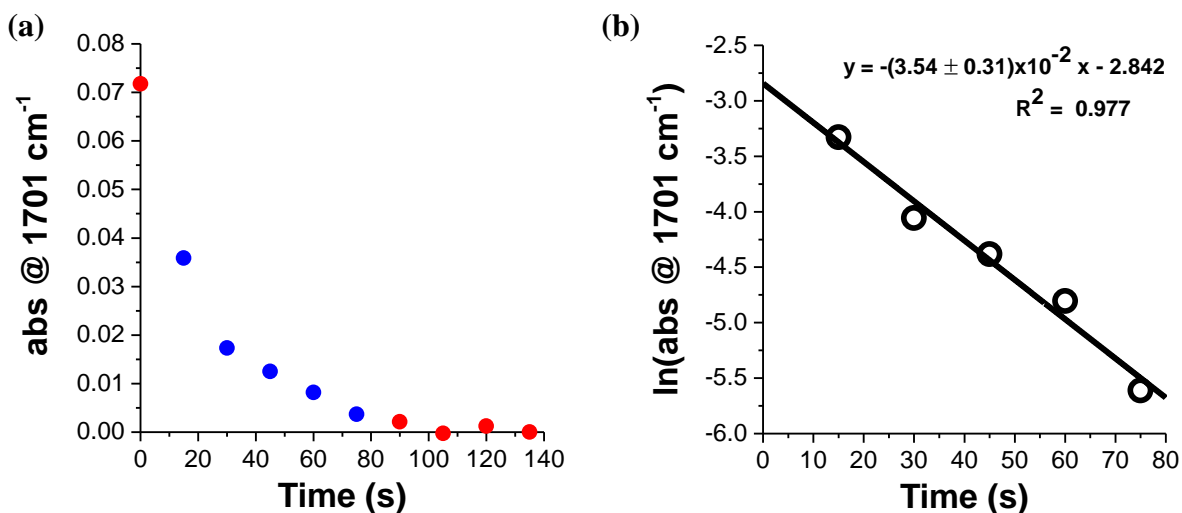 (a)
abs @ 1701 cm⁻¹
0.08
0.07
0.06
0.05
0.04
0.03
0.02
0.01
0.00
0 20 40 60 80 100 120 140
Time (s)
(b)
ln(abs @ 1701 cm⁻¹)
y = -(3.54 ± 0.31)x10⁻² x - 2.842
R² = 0.977
-2.5
-3.0
-3.5
-4.0
-4.5
-5.0
-5.5
-6.0
0 10 20 30 40 50 60 70 80
Time (s)